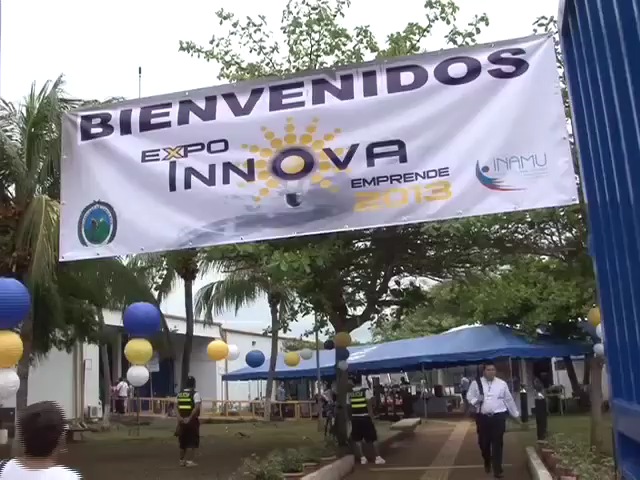 BIENVENIDOS
EXPO
INNOVA
EMPRENDE
2013
INAMU